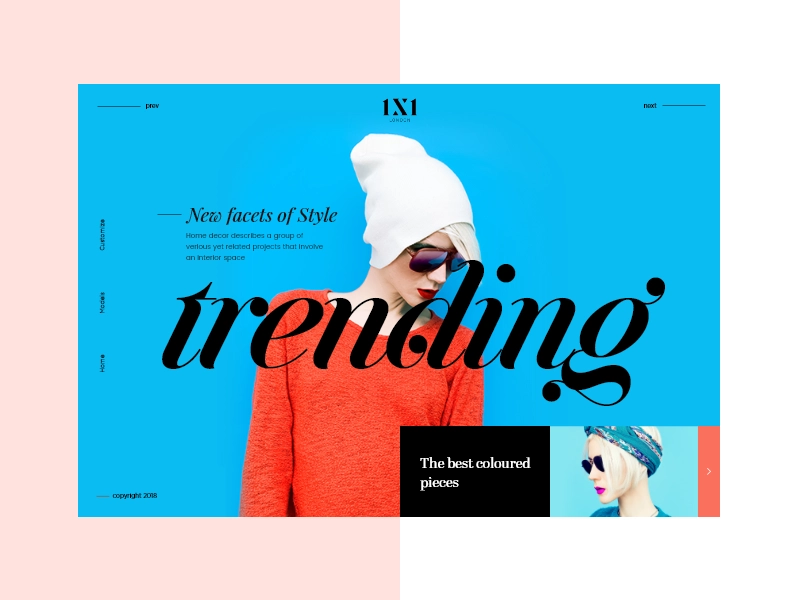 prev
1X1
LONDON
next
New facets of Style
Home decor describes a group of
verious yet related projects that involve
an interior space
trending
Customize
Models
Home
The best coloured
pieces
copyright 2018